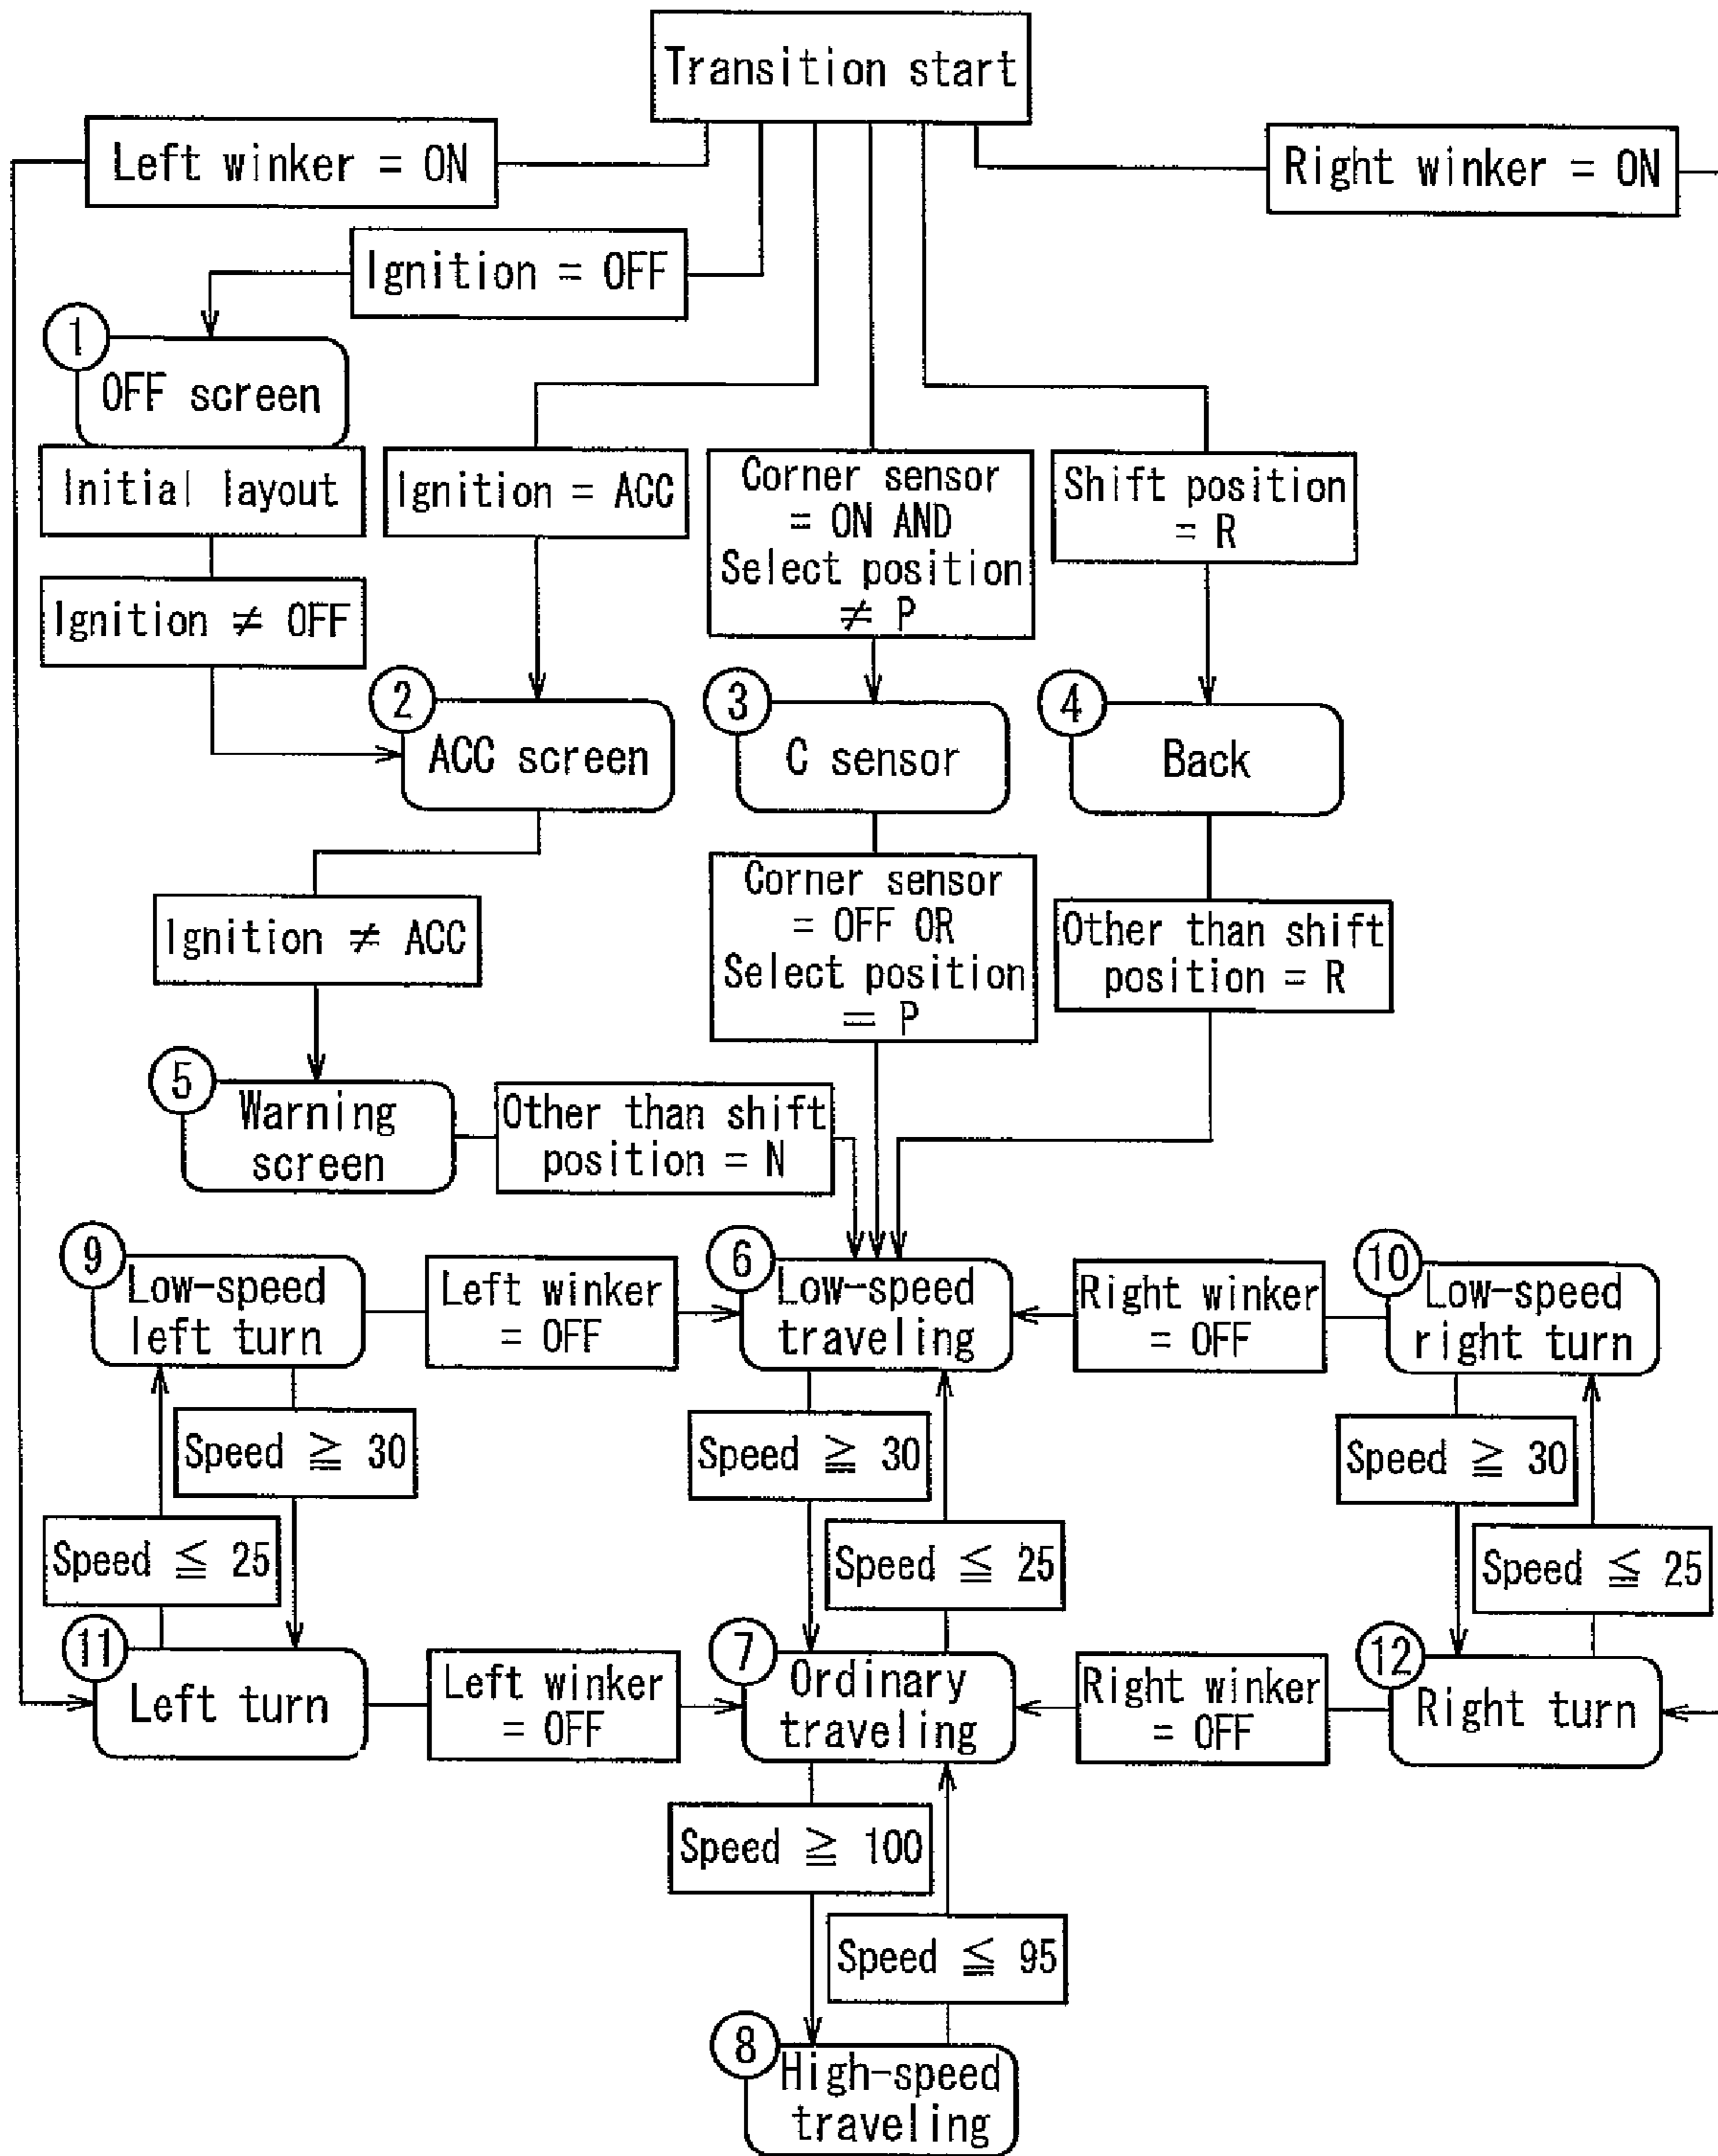 Transition start
Left winker = ON
Right winker = ON
Ignition = OFF
1
OFF screen
Initial layout
Ignition ≠ OFF
Ignition = ACC
Corner sensor
= ON AND
Select position
≠ P
Shift position
= R
2
ACC screen
3
C sensor
4
Back
Ignition ≠ ACC
Corner sensor
= OFF OR
Select position
= P
Other than shift
position = R
5
Warning
screen
Other than shift
position = N
9
Low-speed
left turn
Left winker
= OFF
6
Low-speed
traveling
Right winker
= OFF
10
Low-speed
right turn
Speed ≧ 30
Speed ≧ 30
Speed ≧ 30
Speed ≦ 25
Speed ≦ 25
Speed ≦ 25
11
Left turn
Left winker
= OFF
7
Ordinary
traveling
Right winker
= OFF
12
Right turn
Speed ≧ 100
Speed ≦ 95
8
High-speed
traveling